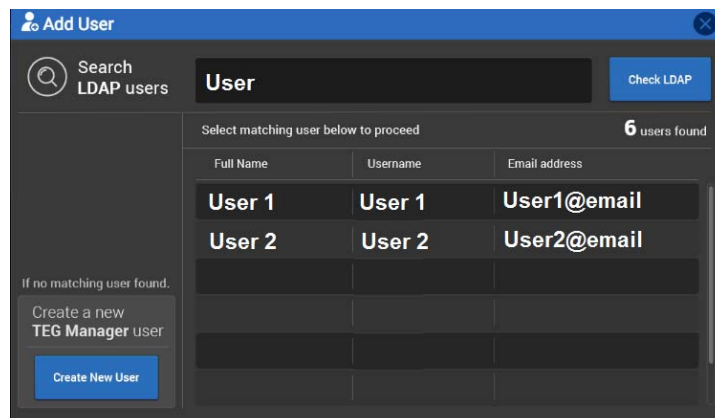 Add User
Search
LDAP users
User
Check LDAP
Select matching user below to proceed
6 users found
Full Name Username Email address
User 1 User 1 User1@email
User 2 User 2 User2@email
If no matching user found.
Create a new
TEG Manager user
Create New User